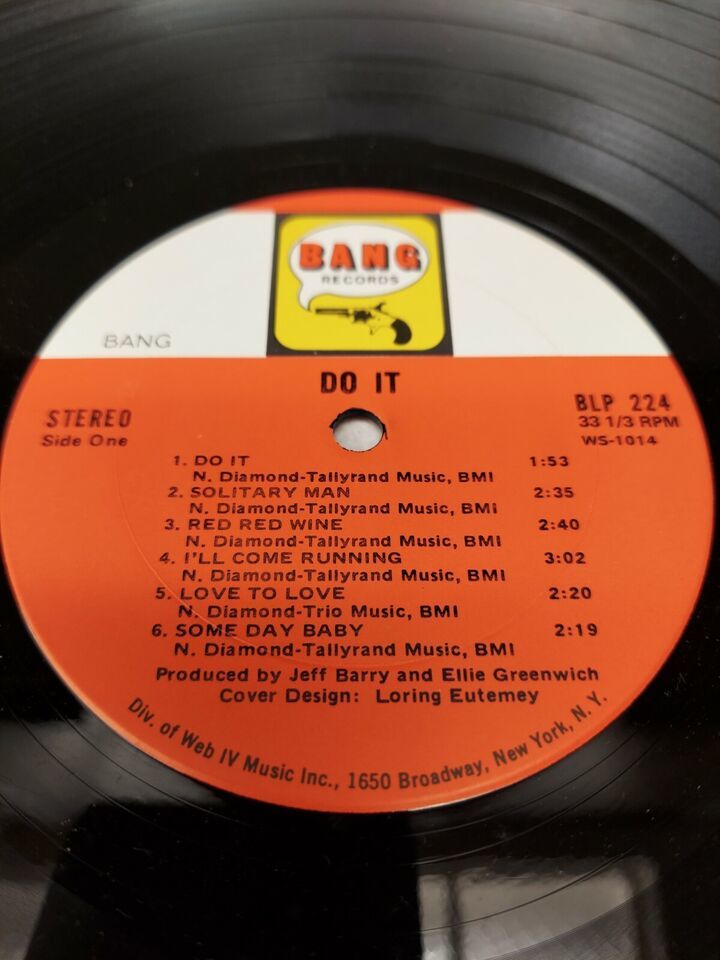 BANG
RECORDS
BANG
DO IT
STEREO
Side One
BLP 224
33 1/3 RPM
WS-1014
1. DO IT 1:53
N. Diamond-Tallyrand Music, BMI
2. SOLITARY MAN 2:35
N. Diamond-Tallyrand Music, BMI
3. RED RED WINE 2:40
N. Diamond-Tallyrand Music, BMI
4. I'LL COME RUNNING 3:02
N. Diamond-Tallyrand Music, BMI
5. LOVE TO LOVE 2:20
N. Diamond-Trio Music, BMI
6. SOME DAY BABY 2:19
N. Diamond-Tallyrand Music, BMI
Produced by Jeff Barry and Ellie Greenwich
Cover Design: Loring Eutemey
Div. of Web IV Music Inc., 1650 Broadway, New York, N.Y.